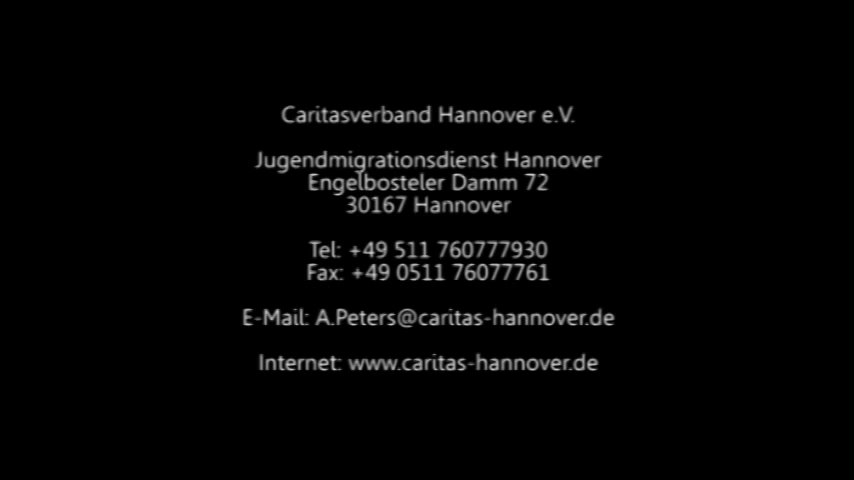 Caritasverband Hannover e.V.
Jugendmigrationsdienst Hannover
Engelbosteler Damm 72
30167 Hannover
Tel: +49 511 760777930
Fax: +49 0511 76077761
E-Mail: A.Peters@caritas-hannover.de
Internet: www.caritas-hannover.de